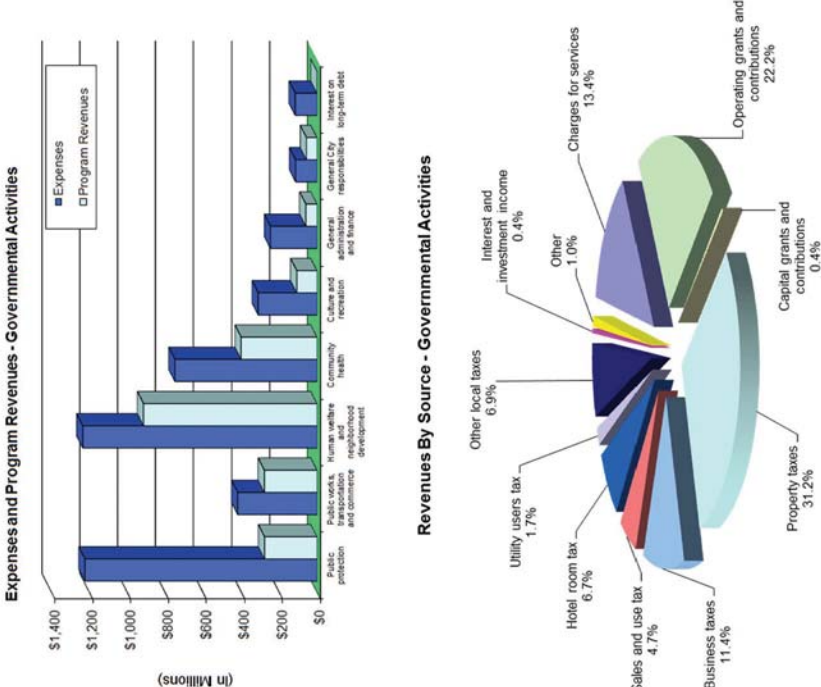 Expenses and Program Revenues - Governmental Activities
Expenses
Program Revenues
(In Millions)
$1,400
$1,200
$1,000
$800
$600
$400
$200
$0
Public
protection
Public works,
transportation
and commerce
Human welfare
and
neighborhood
development
Community
health
Culture and
recreation
General
administration
and finance
General City
responsibilities
Interest on
long-term debt
Revenues By Source - Governmental Activities
Other local taxes
6.9%
Interest and
investment income
0.4%
Other
1.0%
Charges for services
13.4%
Utility users tax
1.7%
Hotel room tax
6.7%
Sales and use tax
4.7%
Business taxes
11.4%
Property taxes
31.2%
Capital grants and
contributions
0.4%
Operating grants and
contributions
22.2%